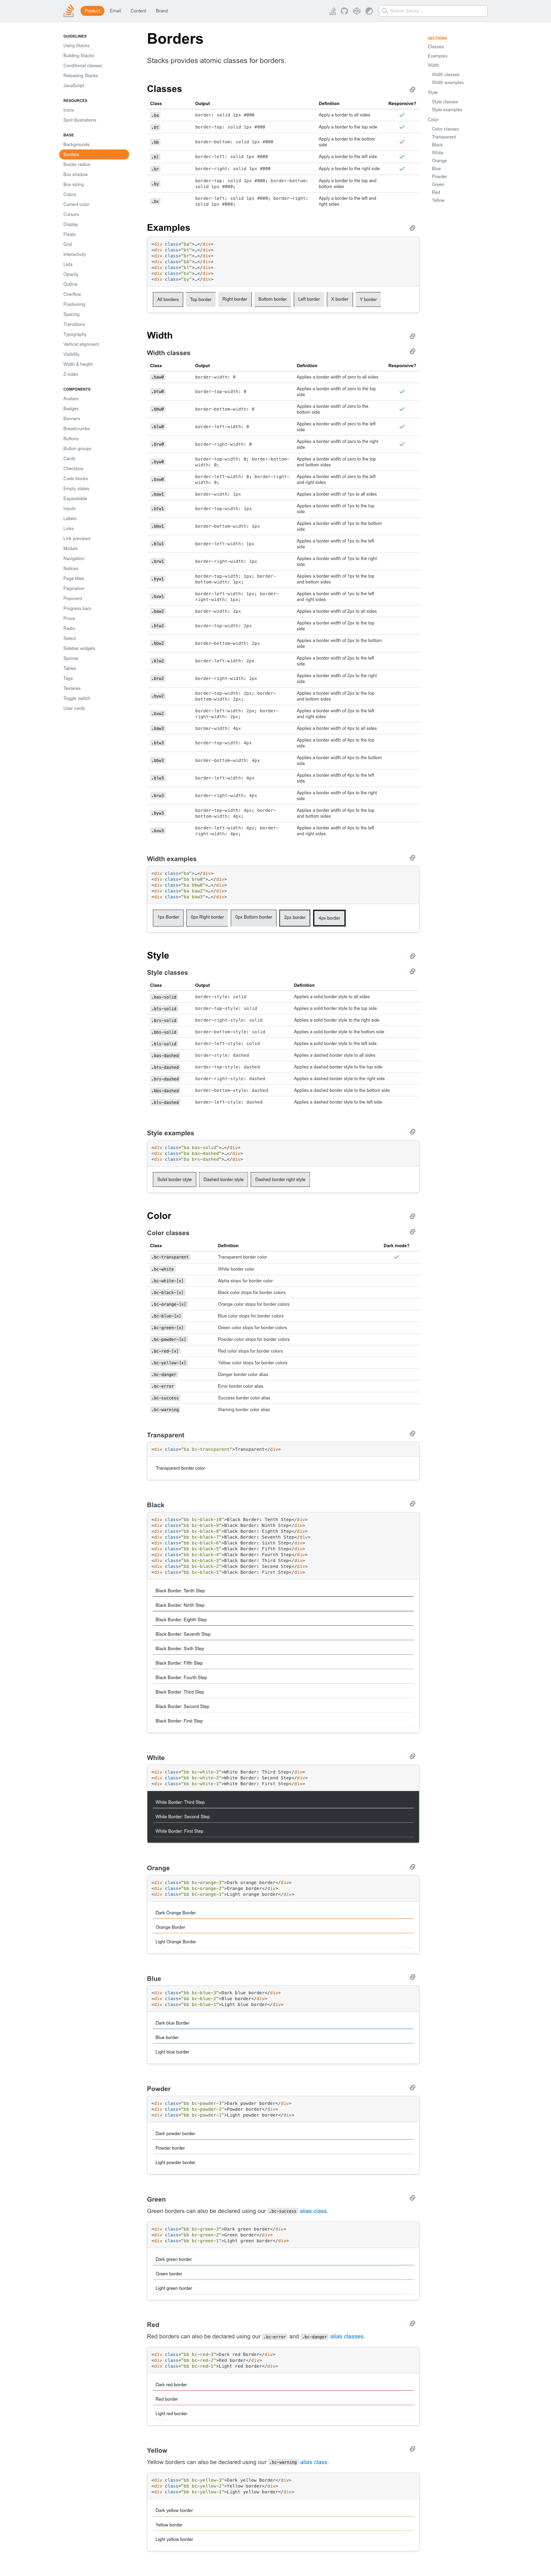 Product Email Content Brand
Search Stacks …
GUIDELINES
Using Stacks
Building Stacks
Conditional classes
Releasing Stacks
JavaScript
RESOURCES
Icons
Spot illustrations
BASE
Backgrounds
Borders
Border radius
Box shadow
Box sizing
Colors
Current color
Cursors
Display
Floats
Grid
Interactivity
Lists
Opacity
Outline
Overflow
Positioning
Spacing
Transitions
Typography
Vertical alignment
Visibility
Width & height
Z-index
COMPONENTS
Avatars
Badges
Banners
Breadcrumbs
Buttons
Button groups
Cards
Checkbox
Code blocks
Empty states
Expandable
Inputs
Labels
Links
Link previews
Modals
Navigation
Notices
Page titles
Pagination
Popovers
Progress bars
Prose
Radio
Select
Sidebar widgets
Spinner
Tables
Tags
Textarea
Toggle switch
User cards
Borders
Stacks provides atomic classes for borders.
Classes
Class Output Definition Responsive?
.ba border: solid 1px #000 Apply a border to all sides
.bt border-top: solid 1px #000 Apply a border to the top side
.bb border-bottom: solid 1px #000 Apply a border to the bottom
side
.bl border-left: solid 1px #000 Apply a border to the left side
.br border-right: solid 1px #000 Apply a border to the right side
.by border-top: solid 1px #000; border-bottom: Apply a border to the top and
solid 1px #000; bottom sides
.bx border-left: solid 1px #000; border-right: Apply a border to the left and
solid 1px #000; right sides
Examples
<div class="ba">…</div>
<div class="bt">…</div>
<div class="br">…</div>
<div class="bb">…</div>
<div class="bl">…</div>
<div class="bx">…</div>
<div class="by">…</div>
All borders Top border Right border Bottom border Left border X border Y border
Width
Width classes
Class Output Definition Responsive?
.baw0 border-width: 0 Applies a border width of zero to all sides
.btw0 border-top-width: 0 Applies a border width of zero to the top
side
.bbw0 border-bottom-width: 0 Applies a border width of zero to the
bottom side
.blw0 border-left-width: 0 Applies a border width of zero to the left
side
.brw0 border-right-width: 0 Applies a border width of zero to the right
side
.byw0 border-top-width: 0; border-bottom- Applies a border width of zero to the top
width: 0; and bottom sides
.bxw0 border-left-width: 0; border-right- Applies a border width of zero to the left
width: 0; and right sides
.baw1 border-width: 1px Applies a border width of 1px to all sides
.btw1 border-top-width: 1px Applies a border width of 1px to the top
side
.bbw1 border-bottom-width: 1px Applies a border width of 1px to the bottom
side
.blw1 border-left-width: 1px Applies a border width of 1px to the left
side
.brw1 border-right-width: 1px Applies a border width of 1px to the right
side
.byw1 border-top-width: 1px; border- Applies a border width of 1px to the top
bottom-width: 1px; and bottom sides
.bxw1 border-left-width: 1px; border- Applies a border width of 1px to the left
right-width: 1px; and right sides
.baw2 border-width: 2px Applies a border width of 2px to all sides
.btw2 border-top-width: 2px Applies a border width of 2px to the top
side
.bbw2 border-bottom-width: 2px Applies a border width of 2px to the bottom
side
.blw2 border-left-width: 2px Applies a border width of 2px to the left
side
.brw2 border-right-width: 2px Applies a border width of 2px to the right
side
.byw2 border-top-width: 2px; border- Applies a border width of 2px to the top
bottom-width: 2px; and bottom sides
.bxw2 border-left-width: 2px; border- Applies a border width of 2px to the left
right-width: 2px; and right sides
.baw3 border-width: 4px Applies a border width of 4px to all sides
.btw3 border-top-width: 4px Applies a border width of 4px to the top
side
.bbw3 border-bottom-width: 4px Applies a border width of 4px to the bottom
side
.blw3 border-left-width: 4px Applies a border width of 4px to the left
side
.brw3 border-right-width: 4px Applies a border width of 4px to the right
side
.byw3 border-top-width: 4px; border- Applies a border width of 4px to the top
bottom-width: 4px; and bottom sides
.bxw3 border-left-width: 4px; border- Applies a border width of 4px to the left
right-width: 4px; and right sides
Width examples
<div class="ba">…</div>
<div class="ba brw0">…</div>
<div class="ba bbw0">…</div>
<div class="ba baw2">…</div>
<div class="ba baw3">…</div>
1px Border 0px Right border 0px Bottom border 2px border 4px border
Style
Style classes
Class Output Definition
.bas-solid border-style: solid Applies a solid border style to all sides
.bts-solid border-top-style: solid Applies a solid border style to the top side
.brs-solid border-right-style: solid Applies a solid border style to the right side
.bbs-solid border-bottom-style: solid Applies a solid border style to the bottom side
.bls-solid border-left-style: solid Applies a solid border style to the left side
.bas-dashed border-style: dashed Applies a dashed border style to all sides
.bts-dashed border-top-style: dashed Applies a dashed border style to the top side
.brs-dashed border-right-style: dashed Applies a dashed border style to the right side
.bbs-dashed border-bottom-style: dashed Applies a dashed border style to the bottom side
.bls-dashed border-left-style: dashed Applies a dashed border style to the left side
Style examples
<div class="ba bas-solid">…</div>
<div class="ba bas-dashed">…</div>
<div class="ba brs-dashed">…</div>
Solid border style Dashed border style Dashed border right style
Color
Color classes
Class Definition Dark mode?
.bc-transparent Transparent border color
.bc-white White border color
.bc-white-[x] Alpha stops for border color
.bc-black-[x] Black color stops for border colors
.bc-orange-[x] Orange color stops for border colors
.bc-blue-[x] Blue color stops for border colors
.bc-green-[x] Green color stops for border colors
.bc-powder-[x] Powder color stops for border colors
.bc-red-[x] Red color stops for border colors
.bc-yellow-[x] Yellow color stops for border colors
.bc-danger Danger border color alias
.bc-error Error border color alias
.bc-success Success border color alias
.bc-warning Warning border color alias
Transparent
<div class="ba bc-transparent">Transparent</div>
Transparent border color
Black
<div class="bb bc-black-10">Black Border: Tenth Step</div>
<div class="bb bc-black-9">Black Border: Ninth Step</div>
<div class="bb bc-black-8">Black Border: Eighth Step</div>
<div class="bb bc-black-7">Black Border: Seventh Step</div>
<div class="bb bc-black-6">Black Border: Sixth Step</div>
<div class="bb bc-black-5">Black Border: Fifth Step</div>
<div class="bb bc-black-4">Black Border: Fourth Step</div>
<div class="bb bc-black-3">Black Border: Third Step</div>
<div class="bb bc-black-2">Black Border: Second Step</div>
<div class="bb bc-black-1">Black Border: First Step</div>
Black Border: Tenth Step
Black Border: Ninth Step
Black Border: Eighth Step
Black Border: Seventh Step
Black Border: Sixth Step
Black Border: Fifth Step
Black Border: Fourth Step
Black Border: Third Step
Black Border: Second Step
Black Border: First Step
White
<div class="bb bc-white-3">White Border: Third Step</div>
<div class="bb bc-white-2">White Border: Second Step</div>
<div class="bb bc-white-1">White Border: First Step</div>
White Border: Third Step
White Border: Second Step
White Border: First Step
Orange
<div class="bb bc-orange-3">Dark orange border</div>
<div class="bb bc-orange-2">Orange border</div>
<div class="bb bc-orange-1">Light orange border</div>
Dark Orange Border
Orange Border
Light Orange Border
Blue
<div class="bb bc-blue-3">Dark blue border</div>
<div class="bb bc-blue-2">Blue border</div>
<div class="bb bc-blue-1">Light blue border</div>
Dark blue Border
Blue border
Light blue border
Powder
<div class="bb bc-powder-3">Dark powder border</div>
<div class="bb bc-powder-2">Powder border</div>
<div class="bb bc-powder-1">Light powder border</div>
Dark powder border
Powder border
Light powder border
Green
Green borders can also be declared using our .bc-success alias class.
<div class="bb bc-green-3">Dark green border</div>
<div class="bb bc-green-2">Green border</div>
<div class="bb bc-green-1">Light green border</div>
Dark green border
Green border
Light green border
Red
Red borders can also be declared using our .bc-error and .bc-danger alias classes.
<div class="bb bc-red-3">Dark red Border</div>
<div class="bb bc-red-2">Red border</div>
<div class="bb bc-red-1">Light red border</div>
Dark red border
Red border
Light red border
Yellow
Yellow borders can also be declared using our .bc-warning alias class.
<div class="bb bc-yellow-3">Dark yellow Border</div>
<div class="bb bc-yellow-2">Yellow border</div>
<div class="bb bc-yellow-1">Light yellow border</div>
Dark yellow border
Yellow border
Light yellow border
SECTIONS
Classes
Examples
Width
Width classes
Width examples
Style
Style classes
Style examples
Color
Color classes
Transparent
Black
White
Orange
Blue
Powder
Green
Red
Yellow